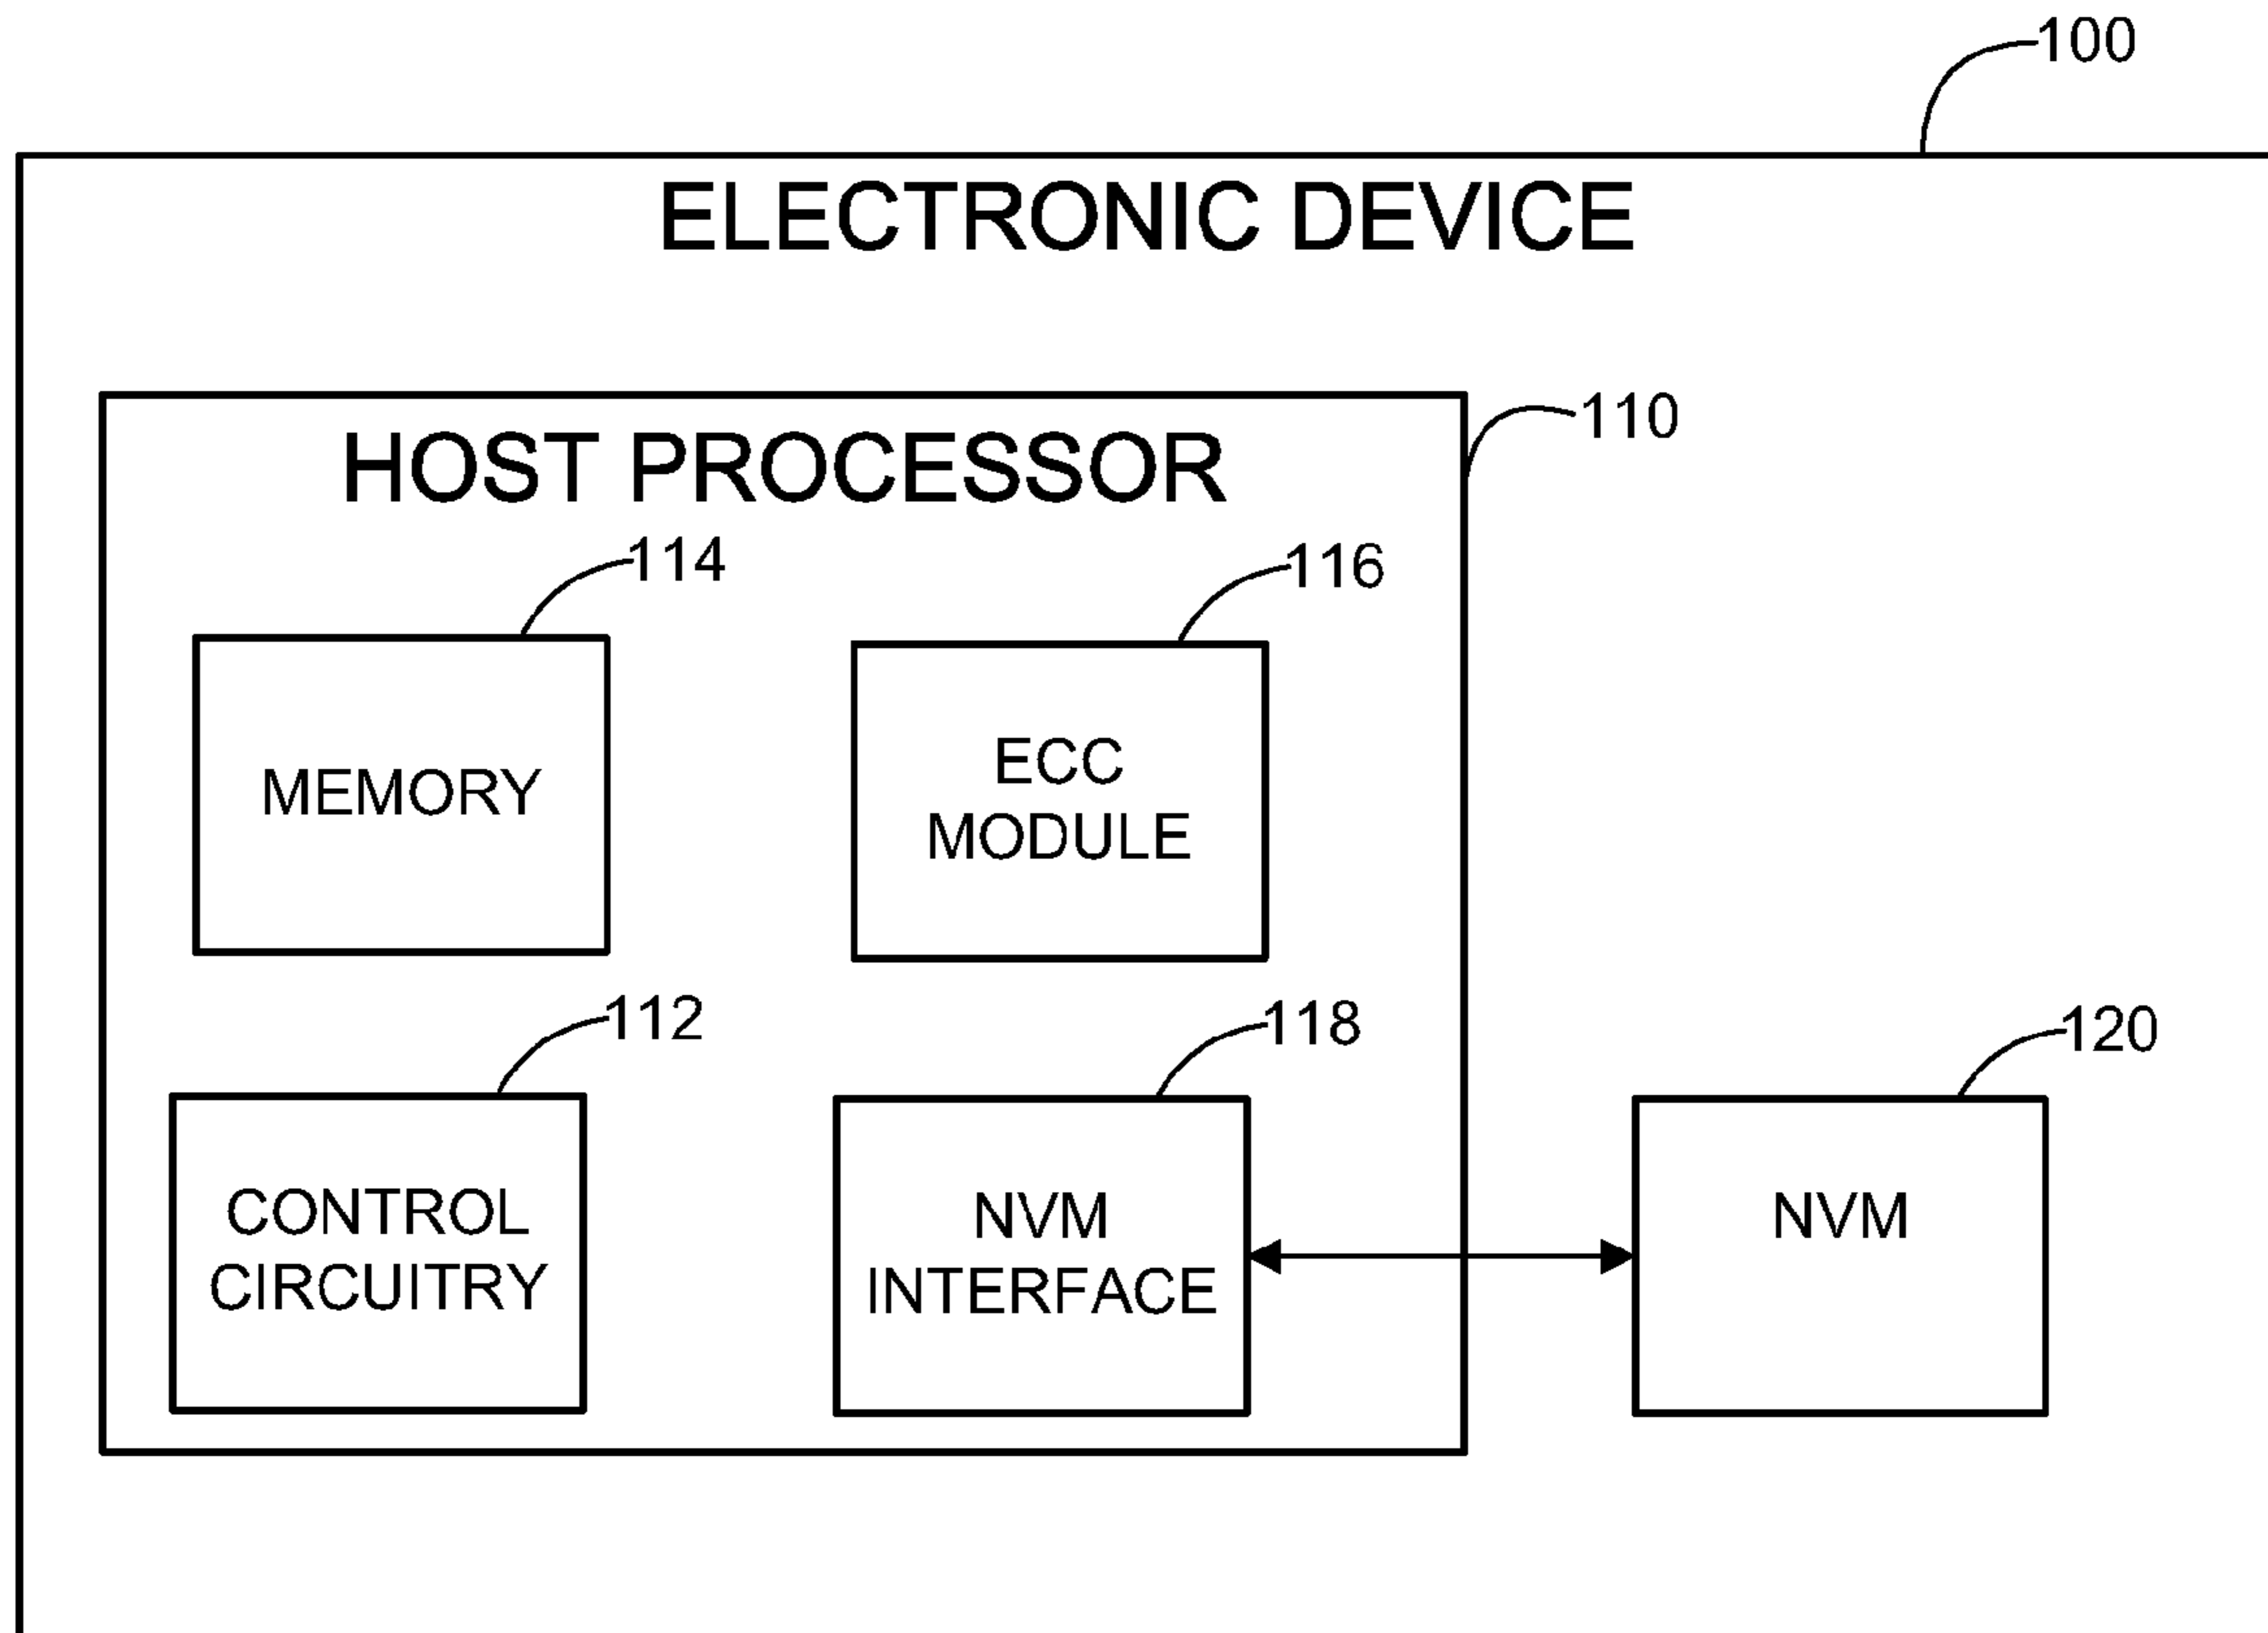 100
ELECTRONIC DEVICE
110
HOST PROCESSOR
114
116
MEMORY
ECC
MODULE
112
118
120
CONTROL
CIRCUITRY
NVM
INTERFACE
NVM